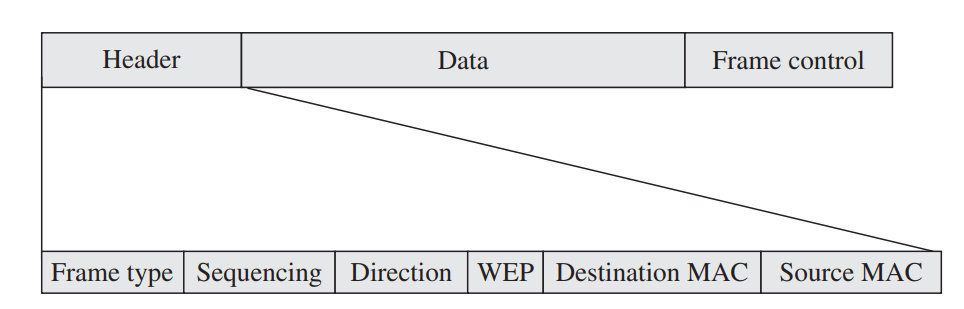 Header Data Frame control
Frame type Sequencing Direction WEP Destination MAC Source MAC